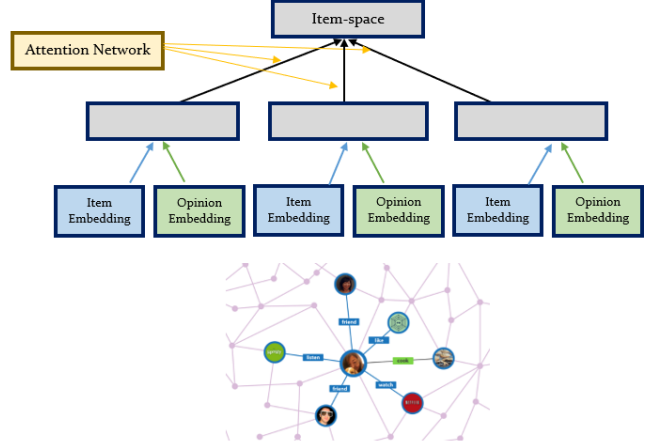 Item-space
Attention Network
Item
Embedding
Opinion
Embedding
Item
Embedding
Opinion
Embedding
Item
Embedding
Opinion
Embedding
friend
like
listen
cook
watch
friend